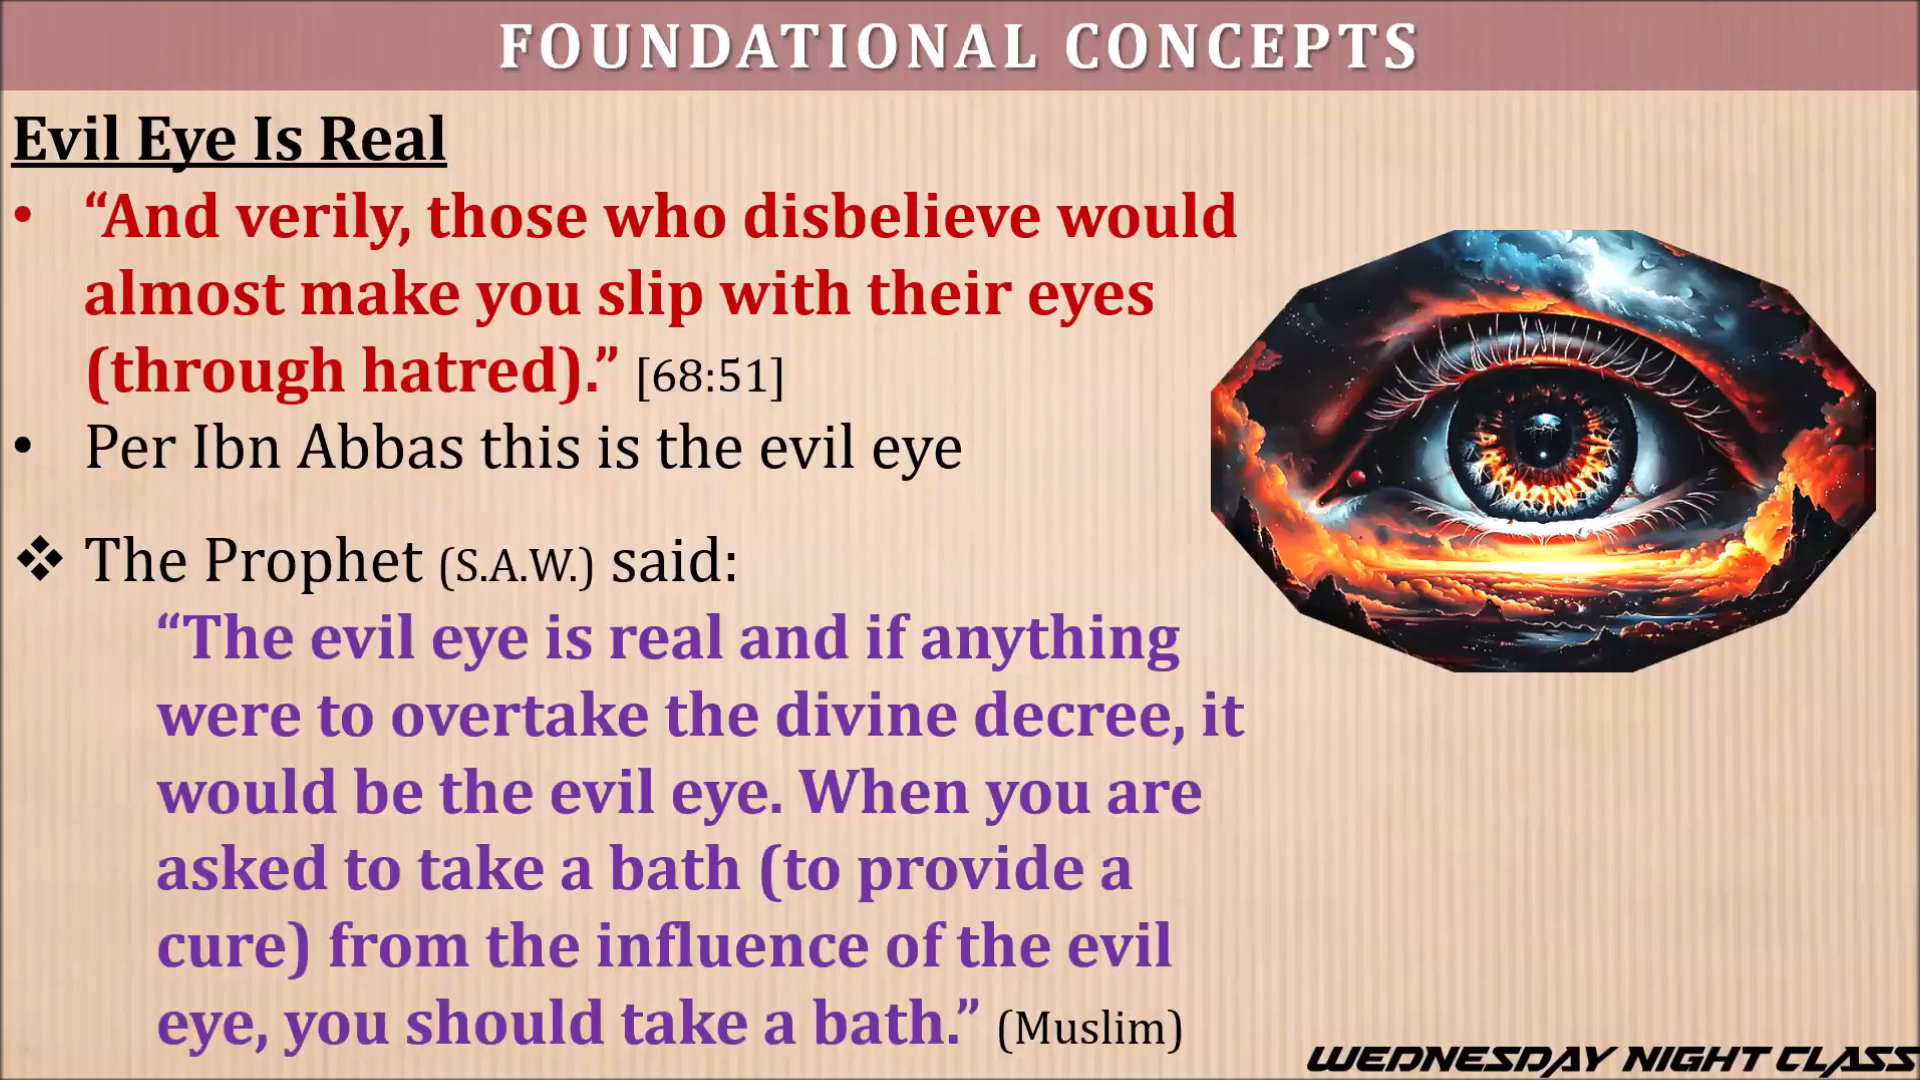 FOUNDATIONAL CONCEPTS
Evil Eye Is Real
• “And verily, those who disbelieve would
almost make you slip with their eyes
(through hatred).” [68:51]
• Per Ibn Abbas this is the evil eye
❖ The Prophet (S.A.W.) said:
“The evil eye is real and if anything
were to overtake the divine decree, it
would be the evil eye. When you are
asked to take a bath (to provide a
cure) from the influence of the evil
eye, you should take a bath.” (Muslim)
WEDNESDAY NIGHT CLASS